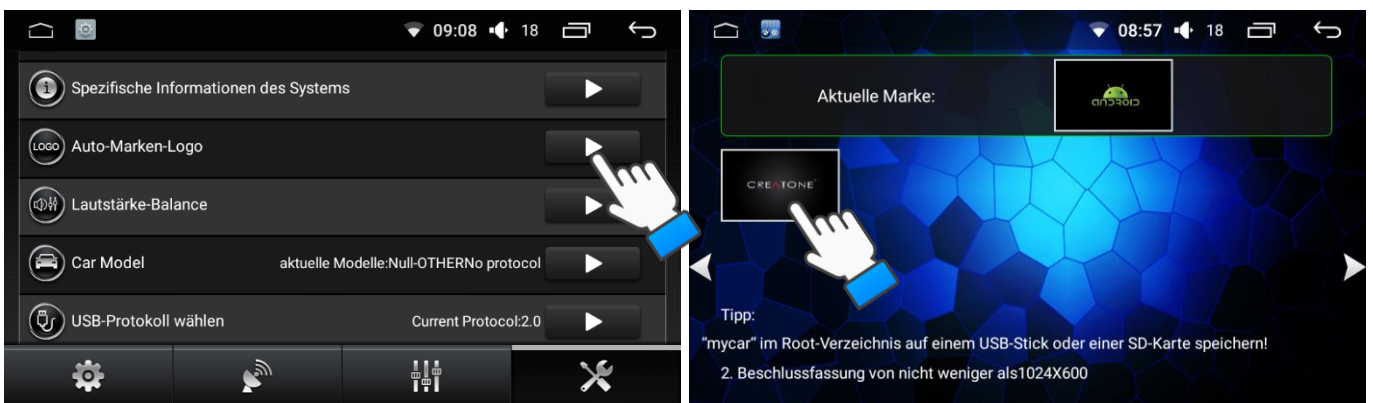 09:08 18
Spezifische Informationen des Systems
LOGO Auto-Marken-Logo
Lautstärke-Balance
Car Model aktuelle Modelle:Null-OTHERNo protocol
USB-Protokoll wählen Current Protocol:2.0
08:57 18
Aktuelle Marke:
android
CREATONE
Tipp:
"mycar" im Root-Verzeichnis auf einem USB-Stick oder einer SD-Karte speichern!
2. Beschlussfassung von nicht weniger als1024X600